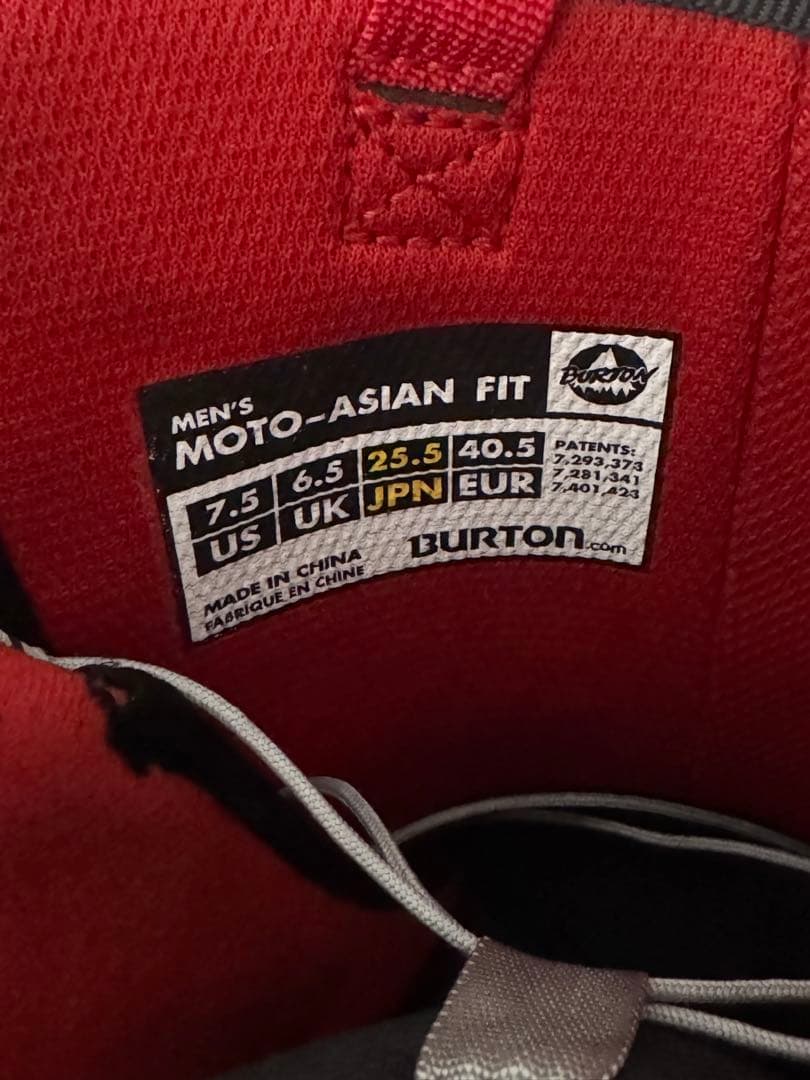 MEN'S
MOTO-ASIAN FIT
BURTON
7.5 6.5 25.5 40.5
US UK JPN EUR
PATENTS:
7,293,373
7,281,341
7,401,423
MADE IN CHINA
FABRIQUE EN CHINE
BURTON.com